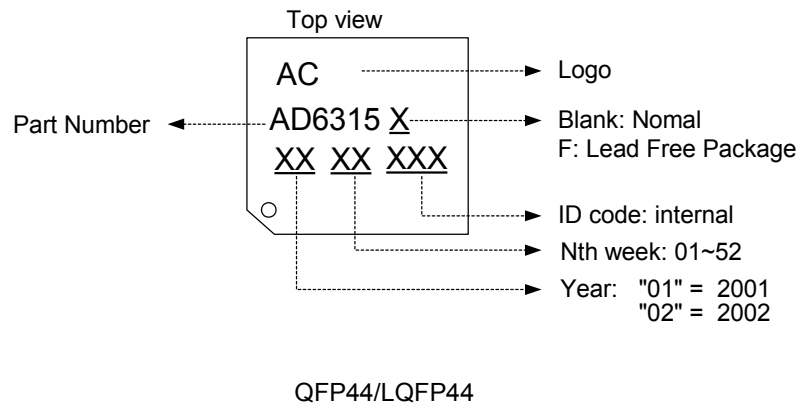 Top view
AC
Logo
Part Number
AD6315 X
Blank: Nomal
F: Lead Free Package
XX XX XXX
ID code: internal
Nth week: 01~52
Year: "01" = 2001
"02" = 2002
QFP44/LQFP44